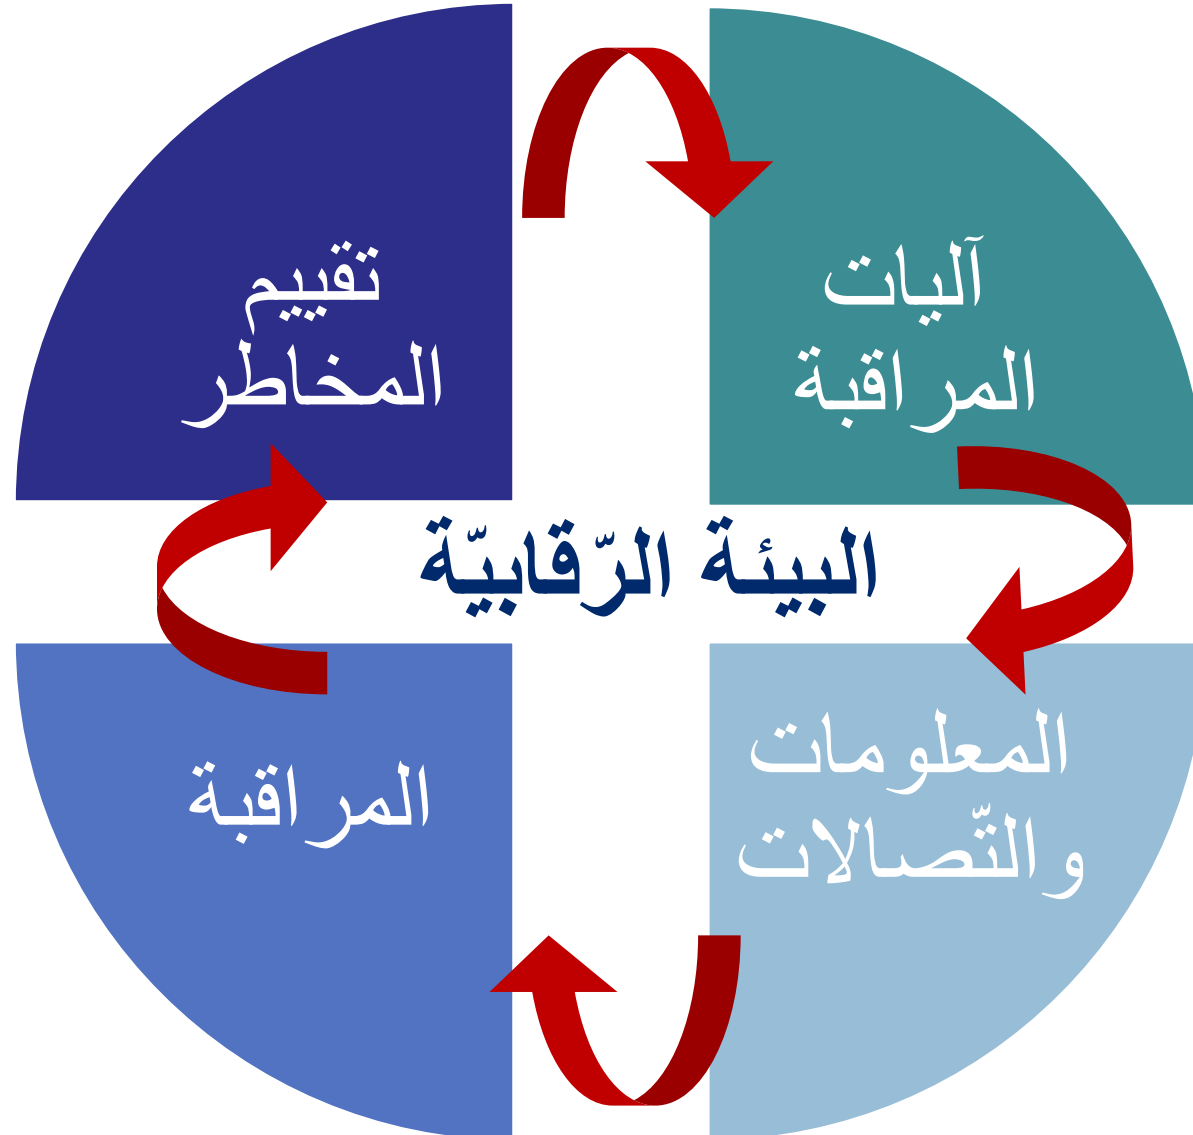 تقييم
المخاطر
آليات
المراقبة
البيئة الرّقابيّة
المراقبة
المعلومات
والتّصالات